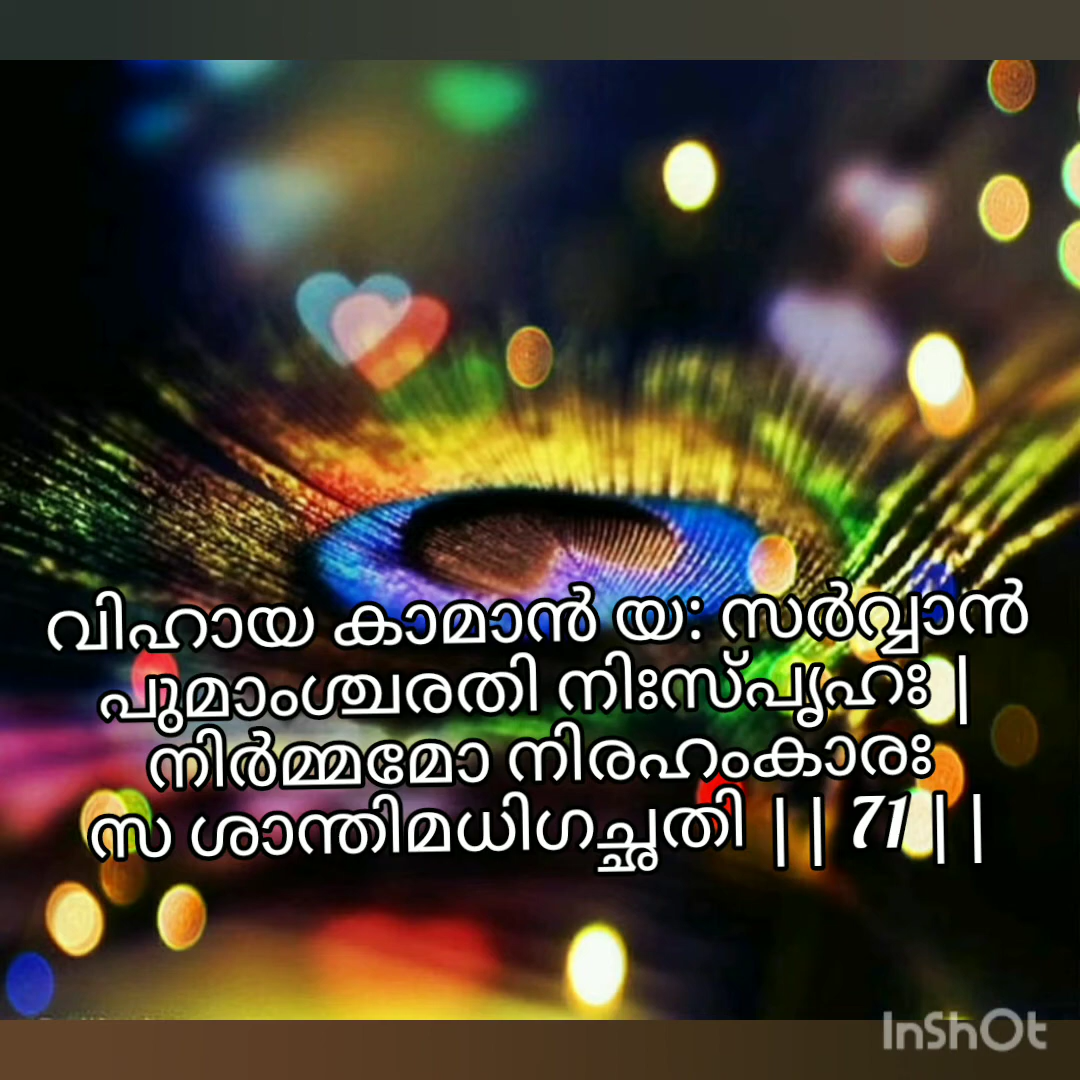 വിഹായ കാമാൻ യ: സർവ്വാൻ
പുമാംശ്ചരതി നിഃസ്പൃഹഃ |
നിർമ്മമോ നിരഹംകാരഃ
സ ശാന്തിമധിഗച്ഛതി || 71 ||
InShOt